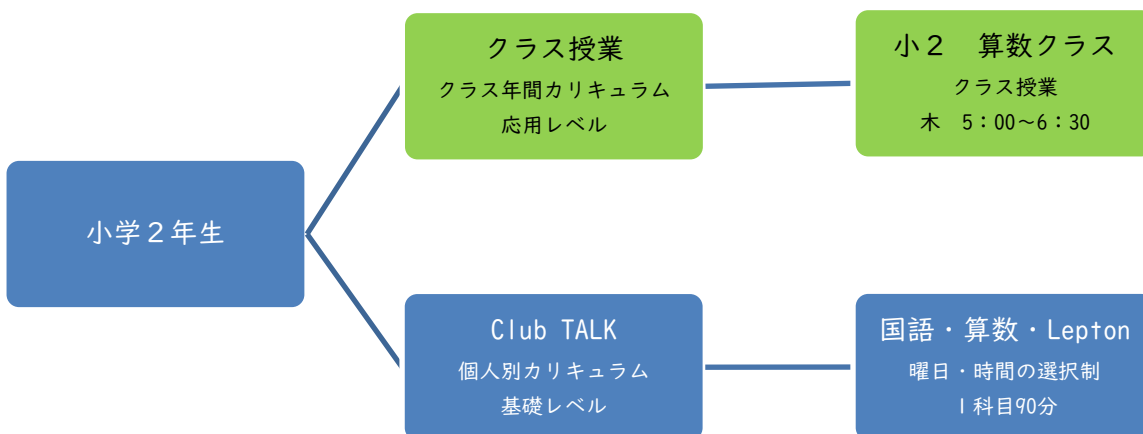 小学２年生
クラス授業
クラス年間カリキュラム
応用レベル
小２　算数クラス
クラス授業
木　5：00～6：30
Club TALK
個人別カリキュラム
基礎レベル
国語・算数・Lepton
曜日・時間の選択制
１科目90分